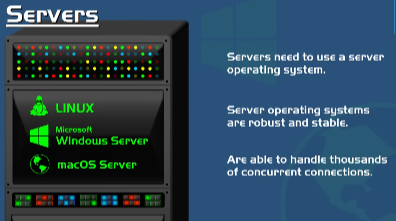 Servers
LINUX
Microsoft
Windows Server
macOS Server
Servers need to use a server
operating system.
Server operating systems
are robust and stable.
Are able to handle thousands
of concurrent connections.